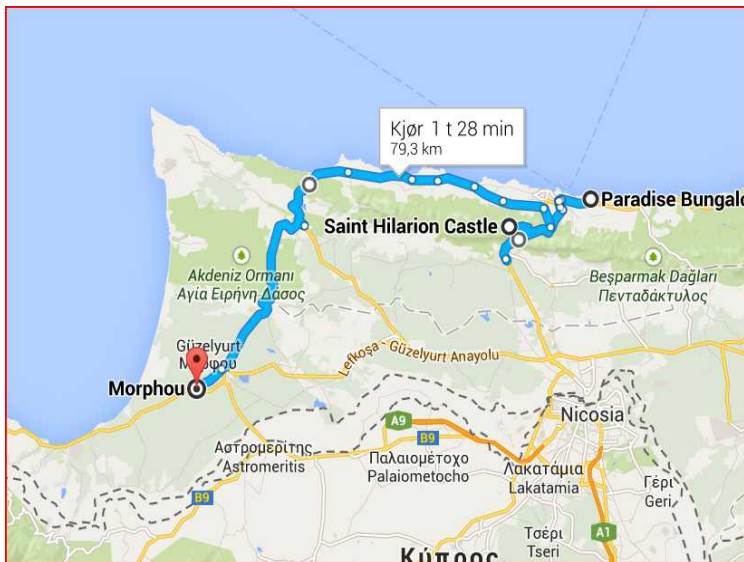 Kjør 1 t 28 min
79,3 km
Paradise Bungalo
Saint Hilarion Castle
Akdeniz Ormanı
Αγία Ειρήνη Δάσος
Beşparmak Dağları
Πενταδάκτυλος
Güzelyurt
Μόρφου
Lefkoşa - Güzelyurt Anayolu
Morphou
Nicosia
A9
B9
Αστρομερίτης
Astromeritis
Παλαιομέτοχο
Palaiometocho
Λακατάμια
Lakatamia
Γέρι
Geri
B9
Τσέρι
Tseri
A1
Κύπρος